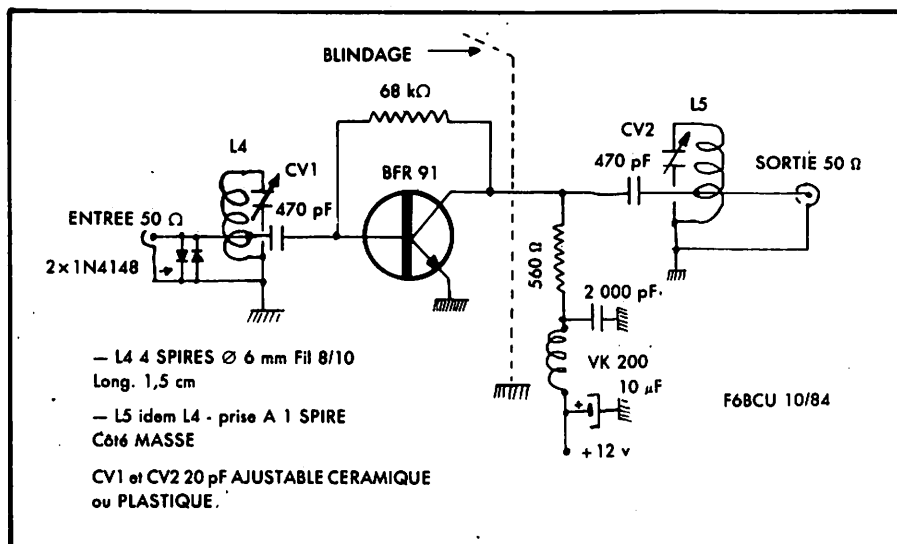 BLINDAGE
68 kΩ
L4
CV1
470 pF
BFR 91
ENTREE 50 Ω
2×1N4148
L5
CV2
470 pF
SORTIE 50 Ω
560 Ω
2 000 pF
VK 200
10 µF
+
+ 12 v
F6BCU 10/84
— L4 4 SPIRES Ø 6 mm Fil 8/10
Long. 1,5 cm
— L5 idem L4 - prise A 1 SPIRE
Côté MASSE
CV1 et CV2 20 pF AJUSTABLE CERAMIQUE
ou PLASTIQUE.